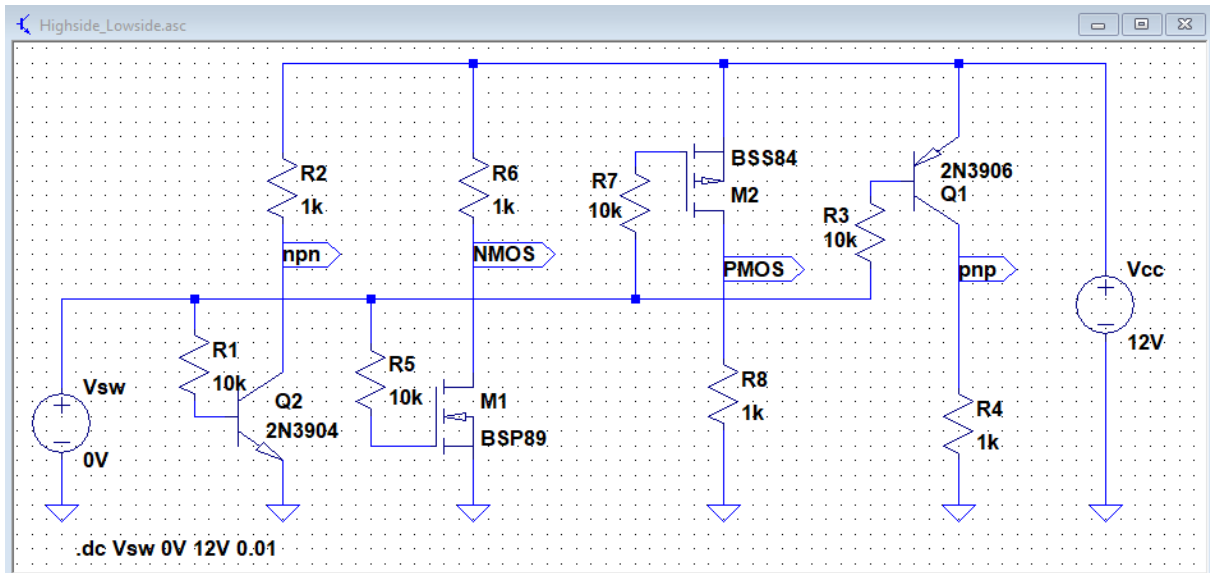 Highside_Lowside.asc
R2
1k
npn
R6
1k
NMOS
R7
10k
BSS84
M2
PMOS
2N3906
Q1
R3
10k
pnp
Vcc
12V
Vsw
0V
R1
10k
Q2
2N3904
R5
10k
M1
BSP89
R8
1k
R4
1k
.dc Vsw 0V 12V 0.01